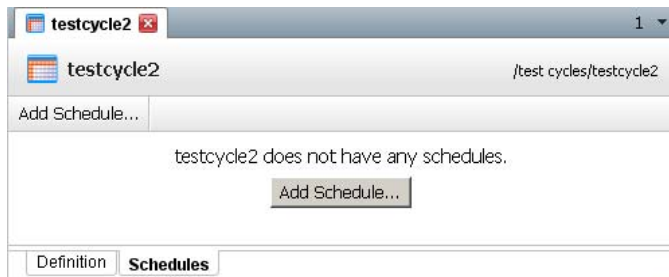 testcycle2 1
testcycle2 /test cycles/testcycle2
Add Schedule...
testcycle2 does not have any schedules.
Add Schedule...
Definition Schedules